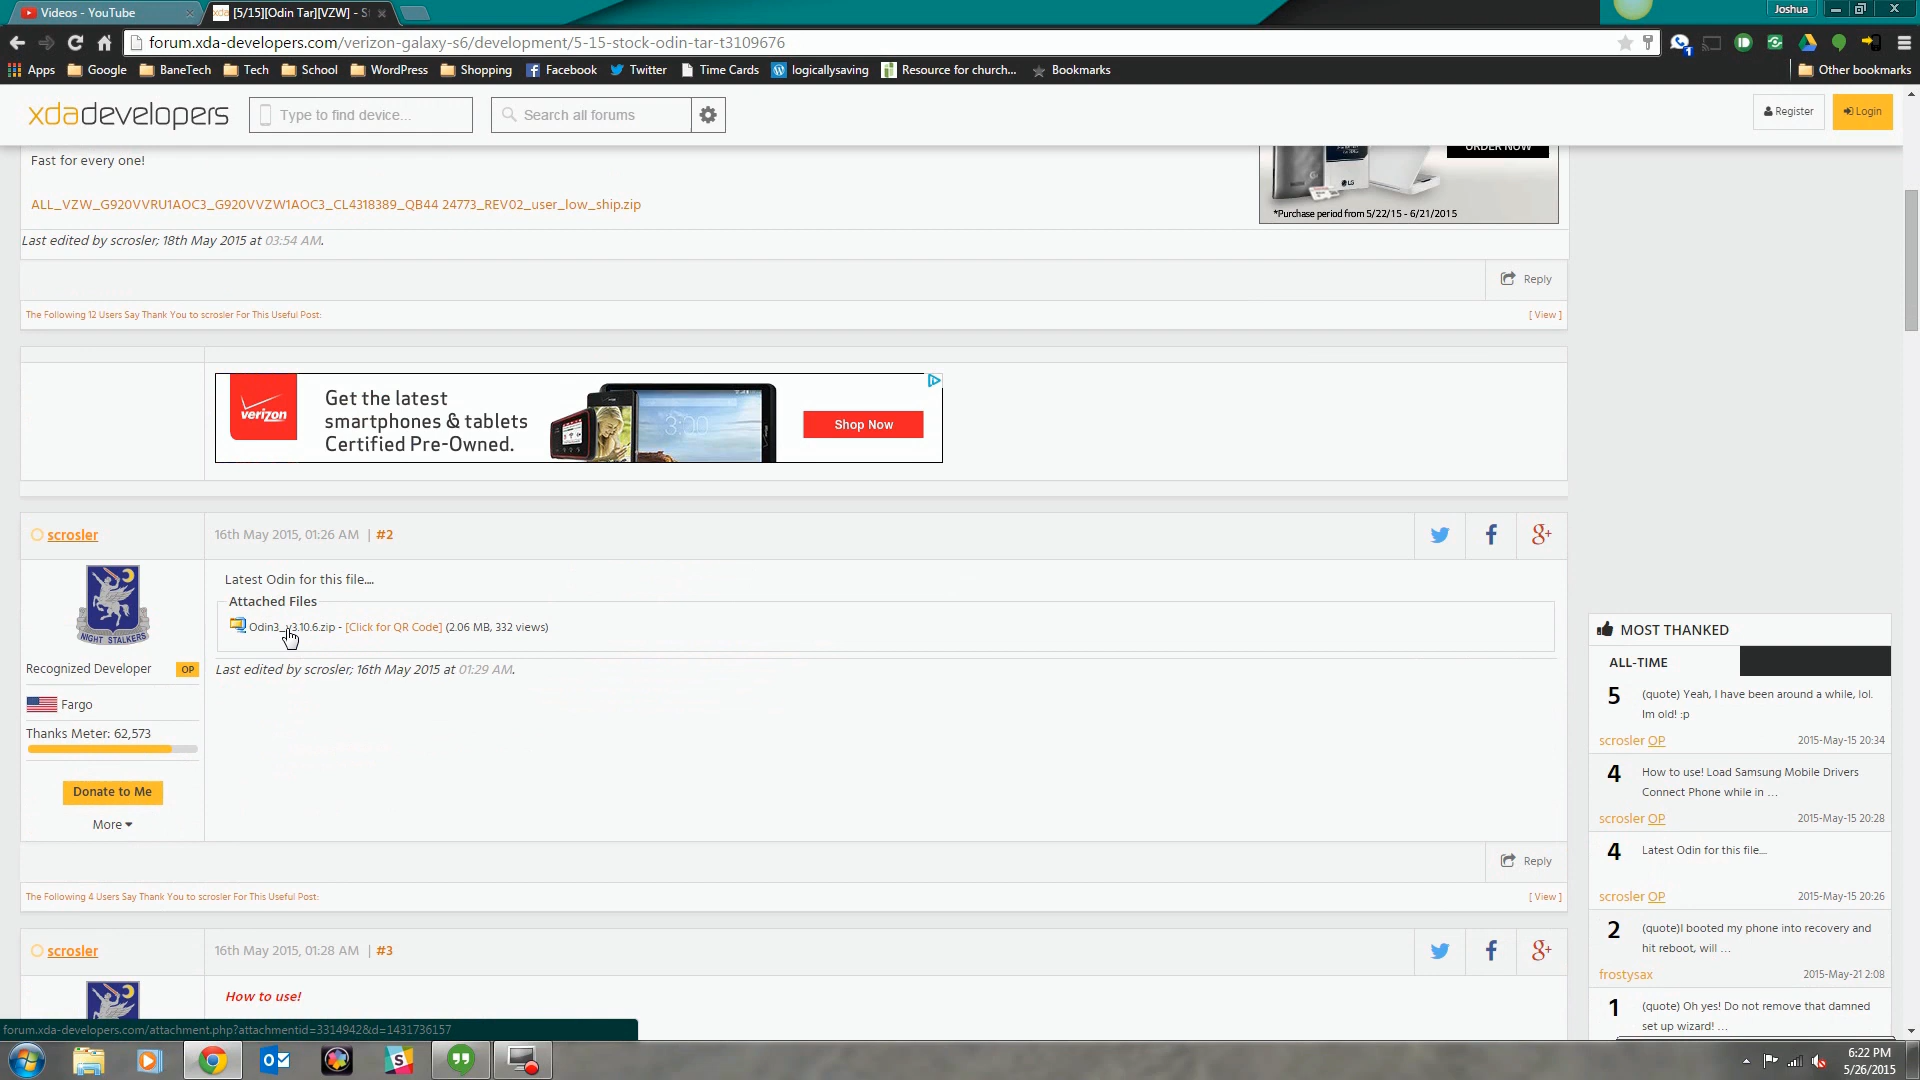 Videos - YouTube
[5/15][Odin Tar][VZW] - S
Joshua
forum.xda-developers.com/verizon-galaxy-s6/development/5-15-stock-odin-tar-t3109676
Apps
Google
BaneTech
Tech
School
WordPress
Shopping
Facebook
Twitter
Time Cards
logicallysaving
Resource for church...
Bookmarks
Other bookmarks
xdadevelopers
Type to find device...
Search all forums
Register
Login
Fast for every one!
ORDER NOW
LG
ALL_VZW_G920VVRU1AOC3_G920VVZW1AOC3_CL4318389_QB44 24773_REV02_user_low_ship.zip
*Purchase period from 5/22/15 - 6/21/2015
Last edited by scrosler; 18th May 2015 at 03:54 AM.
Reply
The Following 12 Users Say Thank You to scrosler For This Useful Post:
[ View ]
verizon
Get the latest
smartphones & tablets
Certified Pre-Owned.
3:00
Shop Now
scrosler
16th May 2015, 01:26 AM | #2
Latest Odin for this file....
Attached Files
Odin3_v3.10.6.zip - [Click for QR Code] (2.06 MB, 332 views)
NIGHT STALKERS
Last edited by scrosler; 16th May 2015 at 01:29 AM.
Recognized Developer
OP
Fargo
Thanks Meter: 62,573
Donate to Me
More
Reply
The Following 4 Users Say Thank You to scrosler For This Useful Post:
[ View ]
scrosler
16th May 2015, 01:28 AM | #3
How to use!
MOST THANKED
ALL-TIME
5
(quote) Yeah, I have been around a while, lol.
Im old! :p
scrosler OP
2015-May-15 20:34
4
How to use! Load Samsung Mobile Drivers
Connect Phone while in ...
scrosler OP
2015-May-15 20:28
4
Latest Odin for this file....
scrosler OP
2015-May-15 20:26
2
(quote)I booted my phone into recovery and
hit reboot, will ...
frostysax
2015-May-21 2:08
1
(quote) Oh yes! Do not remove that damned
set up wizard! ...
forum.xda-developers.com/attachment.php?attachmentid=3314942&d=1431736157
6:22 PM
5/26/2015